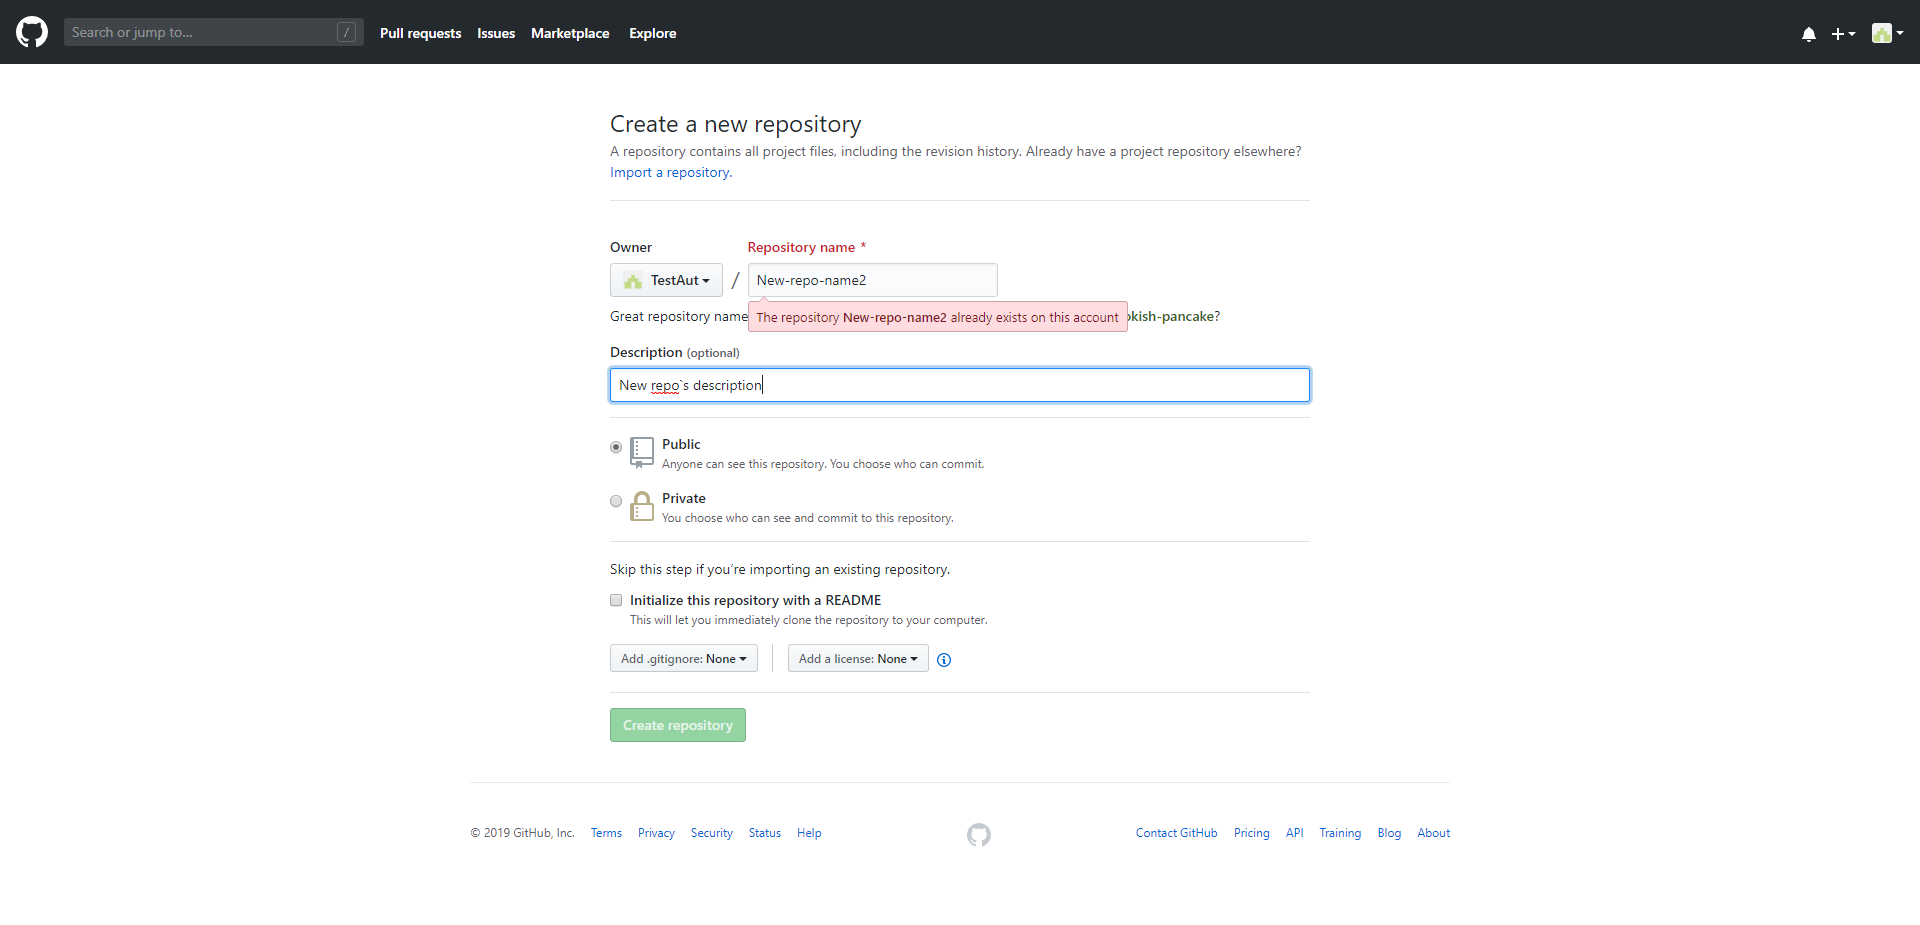 Search or jump to... /
Pull requests Issues Marketplace Explore
Create a new repository
A repository contains all project files, including the revision history. Already have a project repository elsewhere?
Import a repository.
Owner Repository name *
TestAut / New-repo-name2
Great repository name The repository New-repo-name2 already exists on this account kish-pancake?
Description (optional)
New repo`s description
Public
Anyone can see this repository. You choose who can commit.
Private
You choose who can see and commit to this repository.
Skip this step if you’re importing an existing repository.
Initialize this repository with a README
This will let you immediately clone the repository to your computer.
Add .gitignore: None Add a license: None
Create repository
© 2019 GitHub, Inc. Terms Privacy Security Status Help Contact GitHub Pricing API Training Blog About